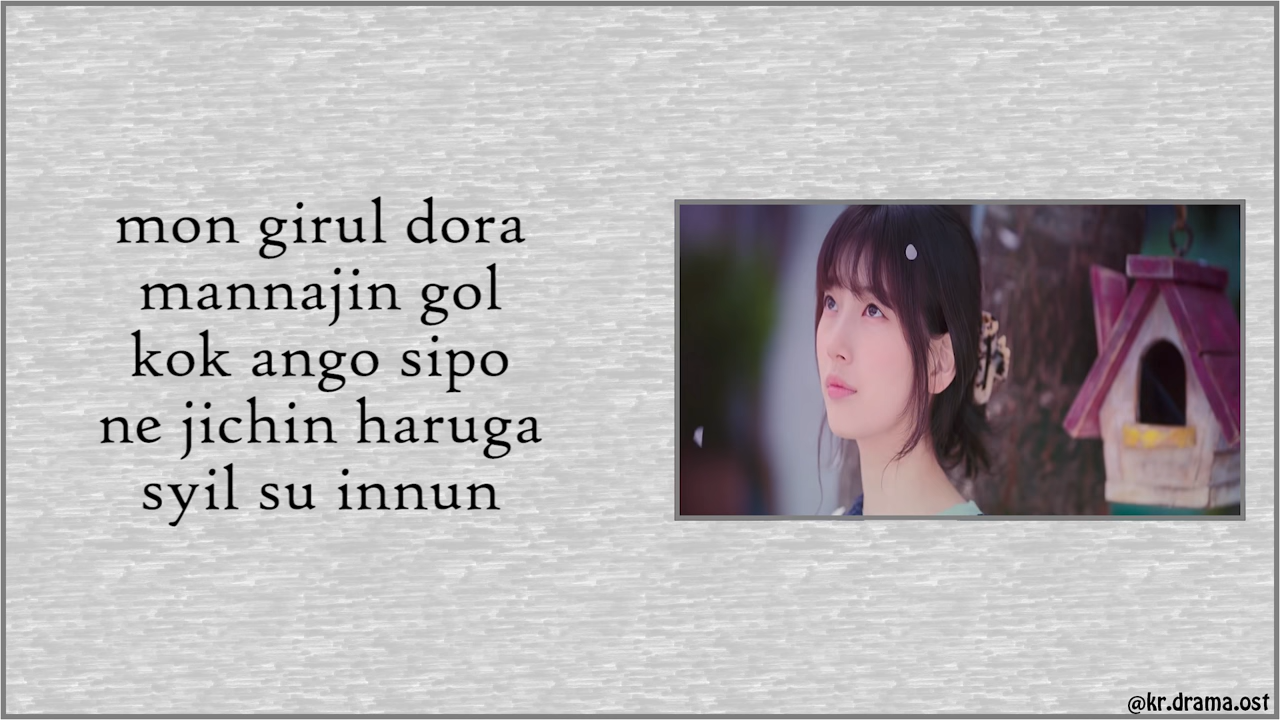 mon girul dora
mannajin gol
kok ango sipo
ne jichin haruga
syil su innun
@kr.drama.ost